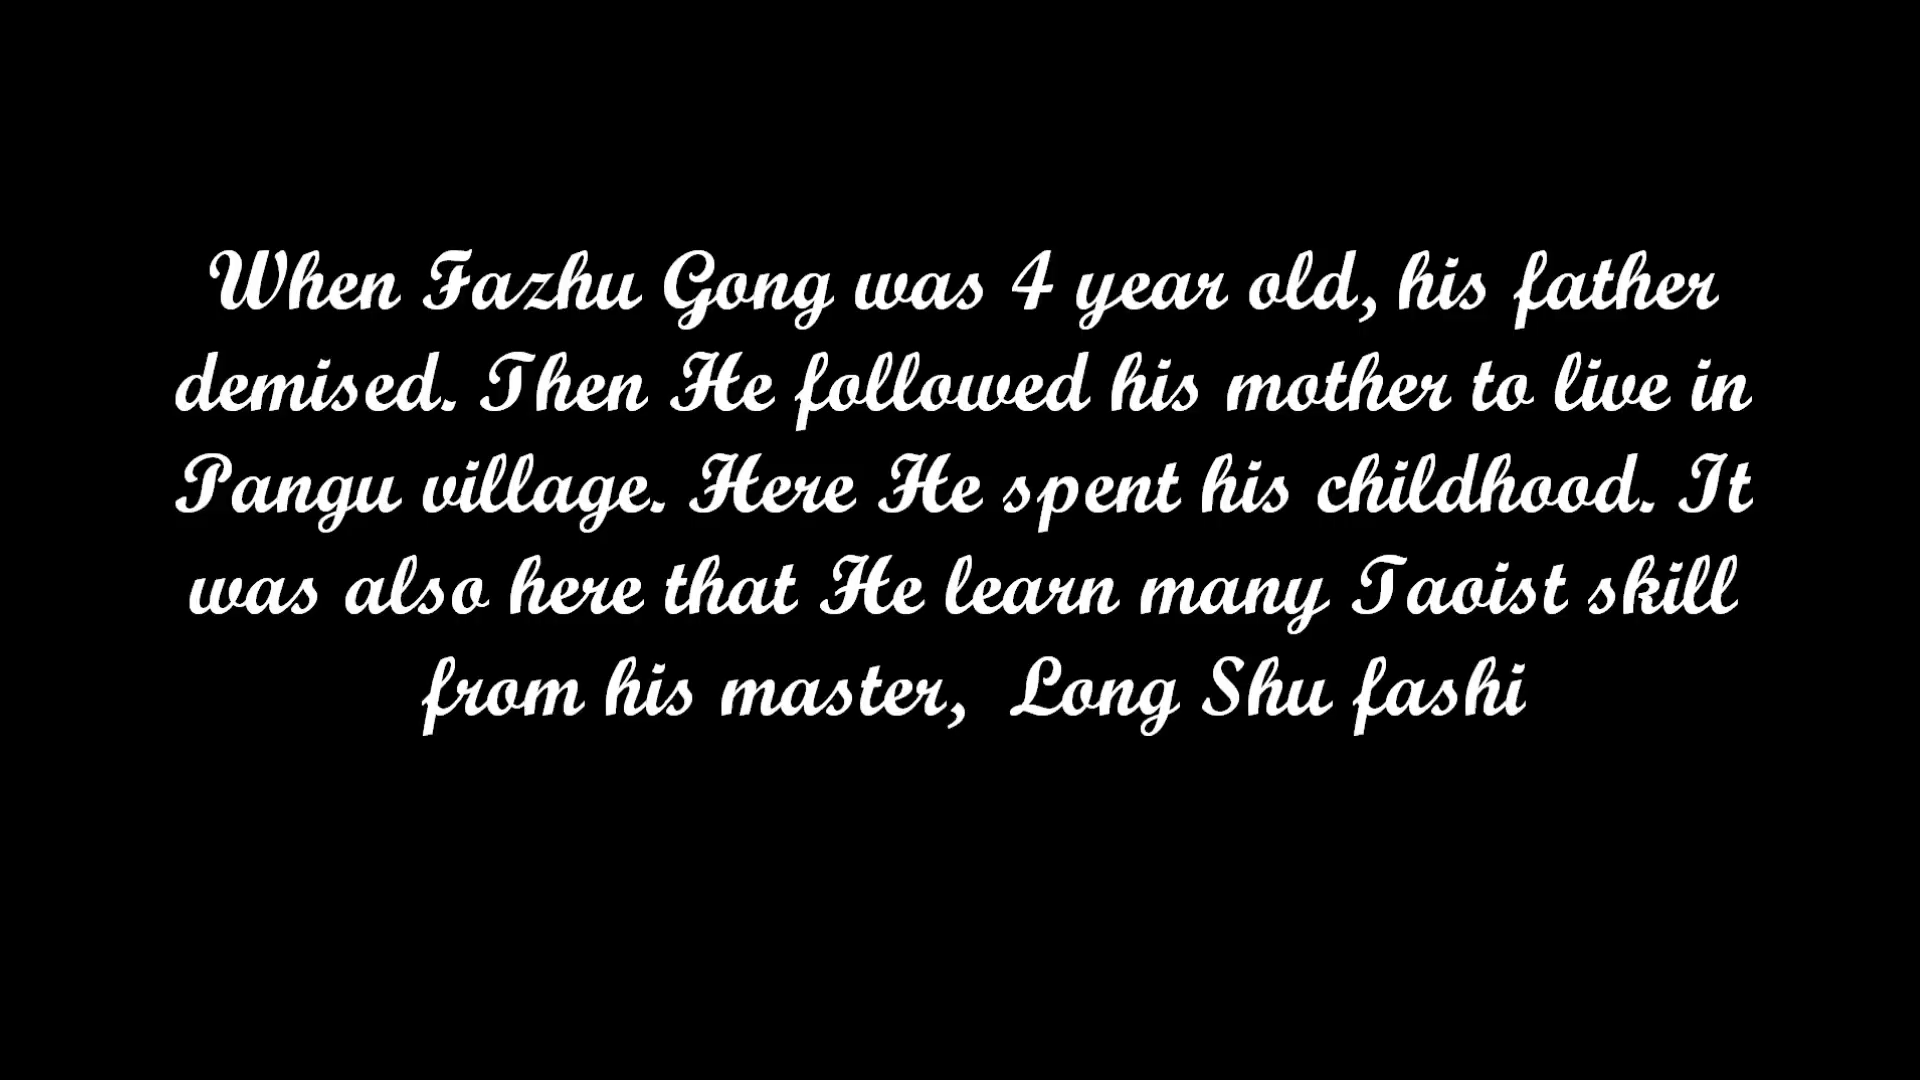 When Fazhu Gong was 4 year old, his father
demised. Then He followed his mother to live in
Pangu village. Here He spent his childhood. It
was also here that He learn many Taoist skill
from his master,  Long Shu fashi